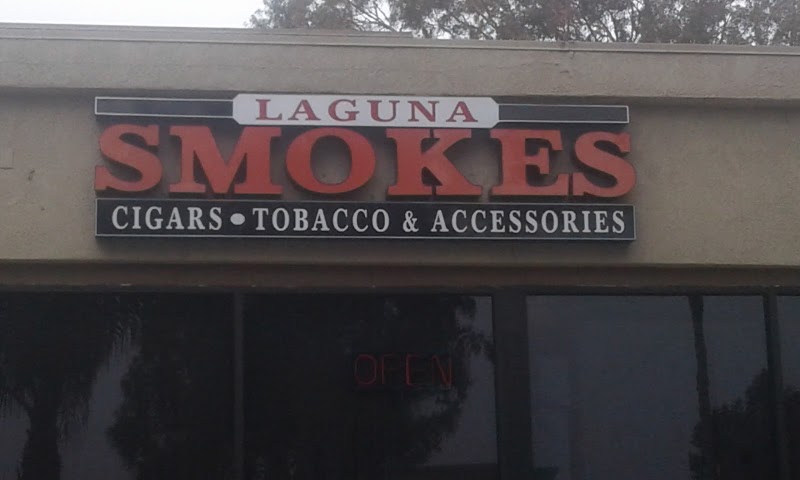 LAGUNA
SMOKES
CIGARS • TOBACCO & ACCESSORIES
OPEN